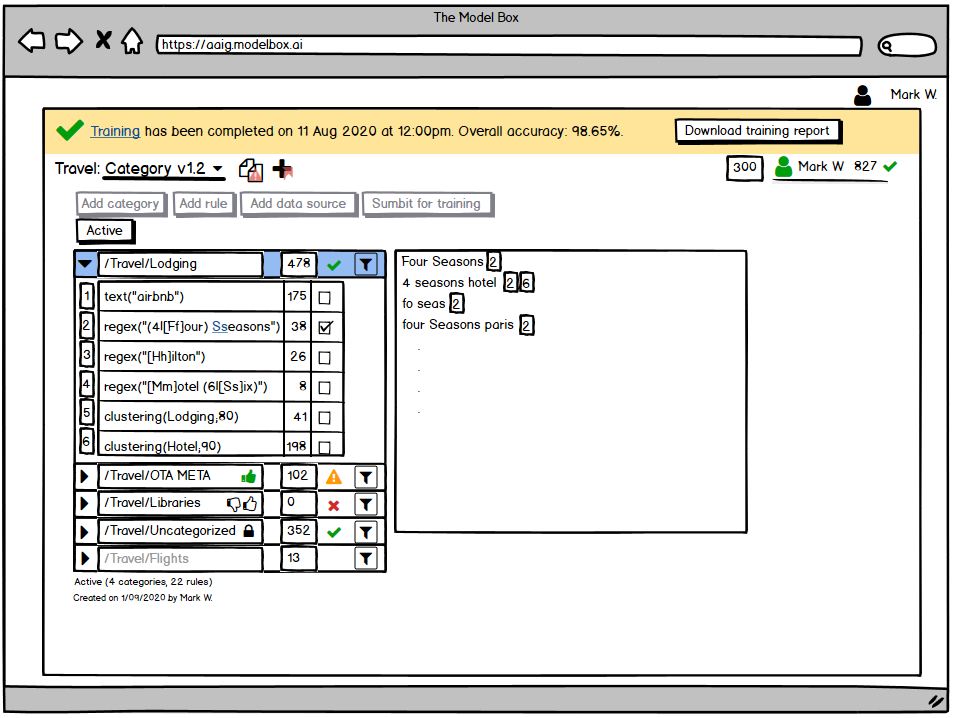 The Model Box
https://aaig.modelbox.ai
Mark W.
Training has been completed on 11 Aug 2020 at 12:00pm. Overall accuracy: 98.65%. Download training report
Travel: Category v1.2 300 Mark W 827
Add category Add rule Add data source Sumbit for training
Active
/Travel/Lodging 478
1 text("airbnb") 175
2 regex("(4|[Ff]our) Sseasons") 38
3 regex("[Hh]ilton") 26
4 regex("[Mm]otel (6|[Ss]ix)") 8
5 clustering(Lodging,80) 41
6 clustering(Hotel,90) 198
/Travel/OTA META 102
/Travel/Libraries 0
/Travel/Uncategorized 352
/Travel/Flights 13
Active (4 categories, 22 rules)
Created on 1/09/2020 by Mark W.
Four Seasons 2
4 seasons hotel 2 6
fo seas 2
four Seasons paris 2
.
.
.
.